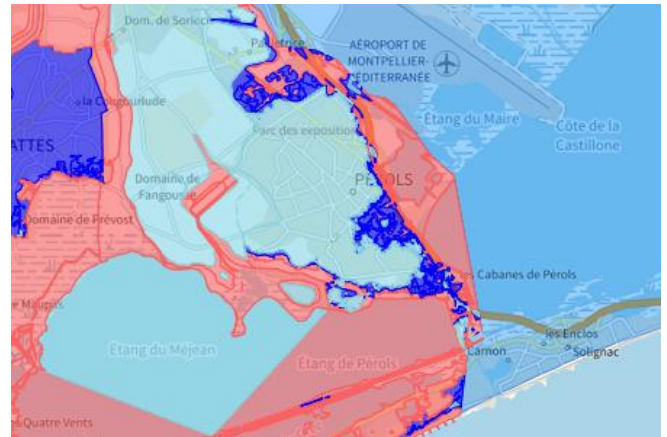 Dom. de Soriech
Pailletrice
AÉROPORT DE
MONTPELLIER-
MÉDITERRANÉE
la Cougourlude
Étang du Maire
Côte de la
Castillone
Parc des exposition
ATTES
Domaine de
Fangouse
PÉROLS
Domaine de Prévost
Cabanes de Pérols
Maupas
les Enclos
Étang du Méjean
Étang de Pérols
Carnon
Solignac
Quatre Vents